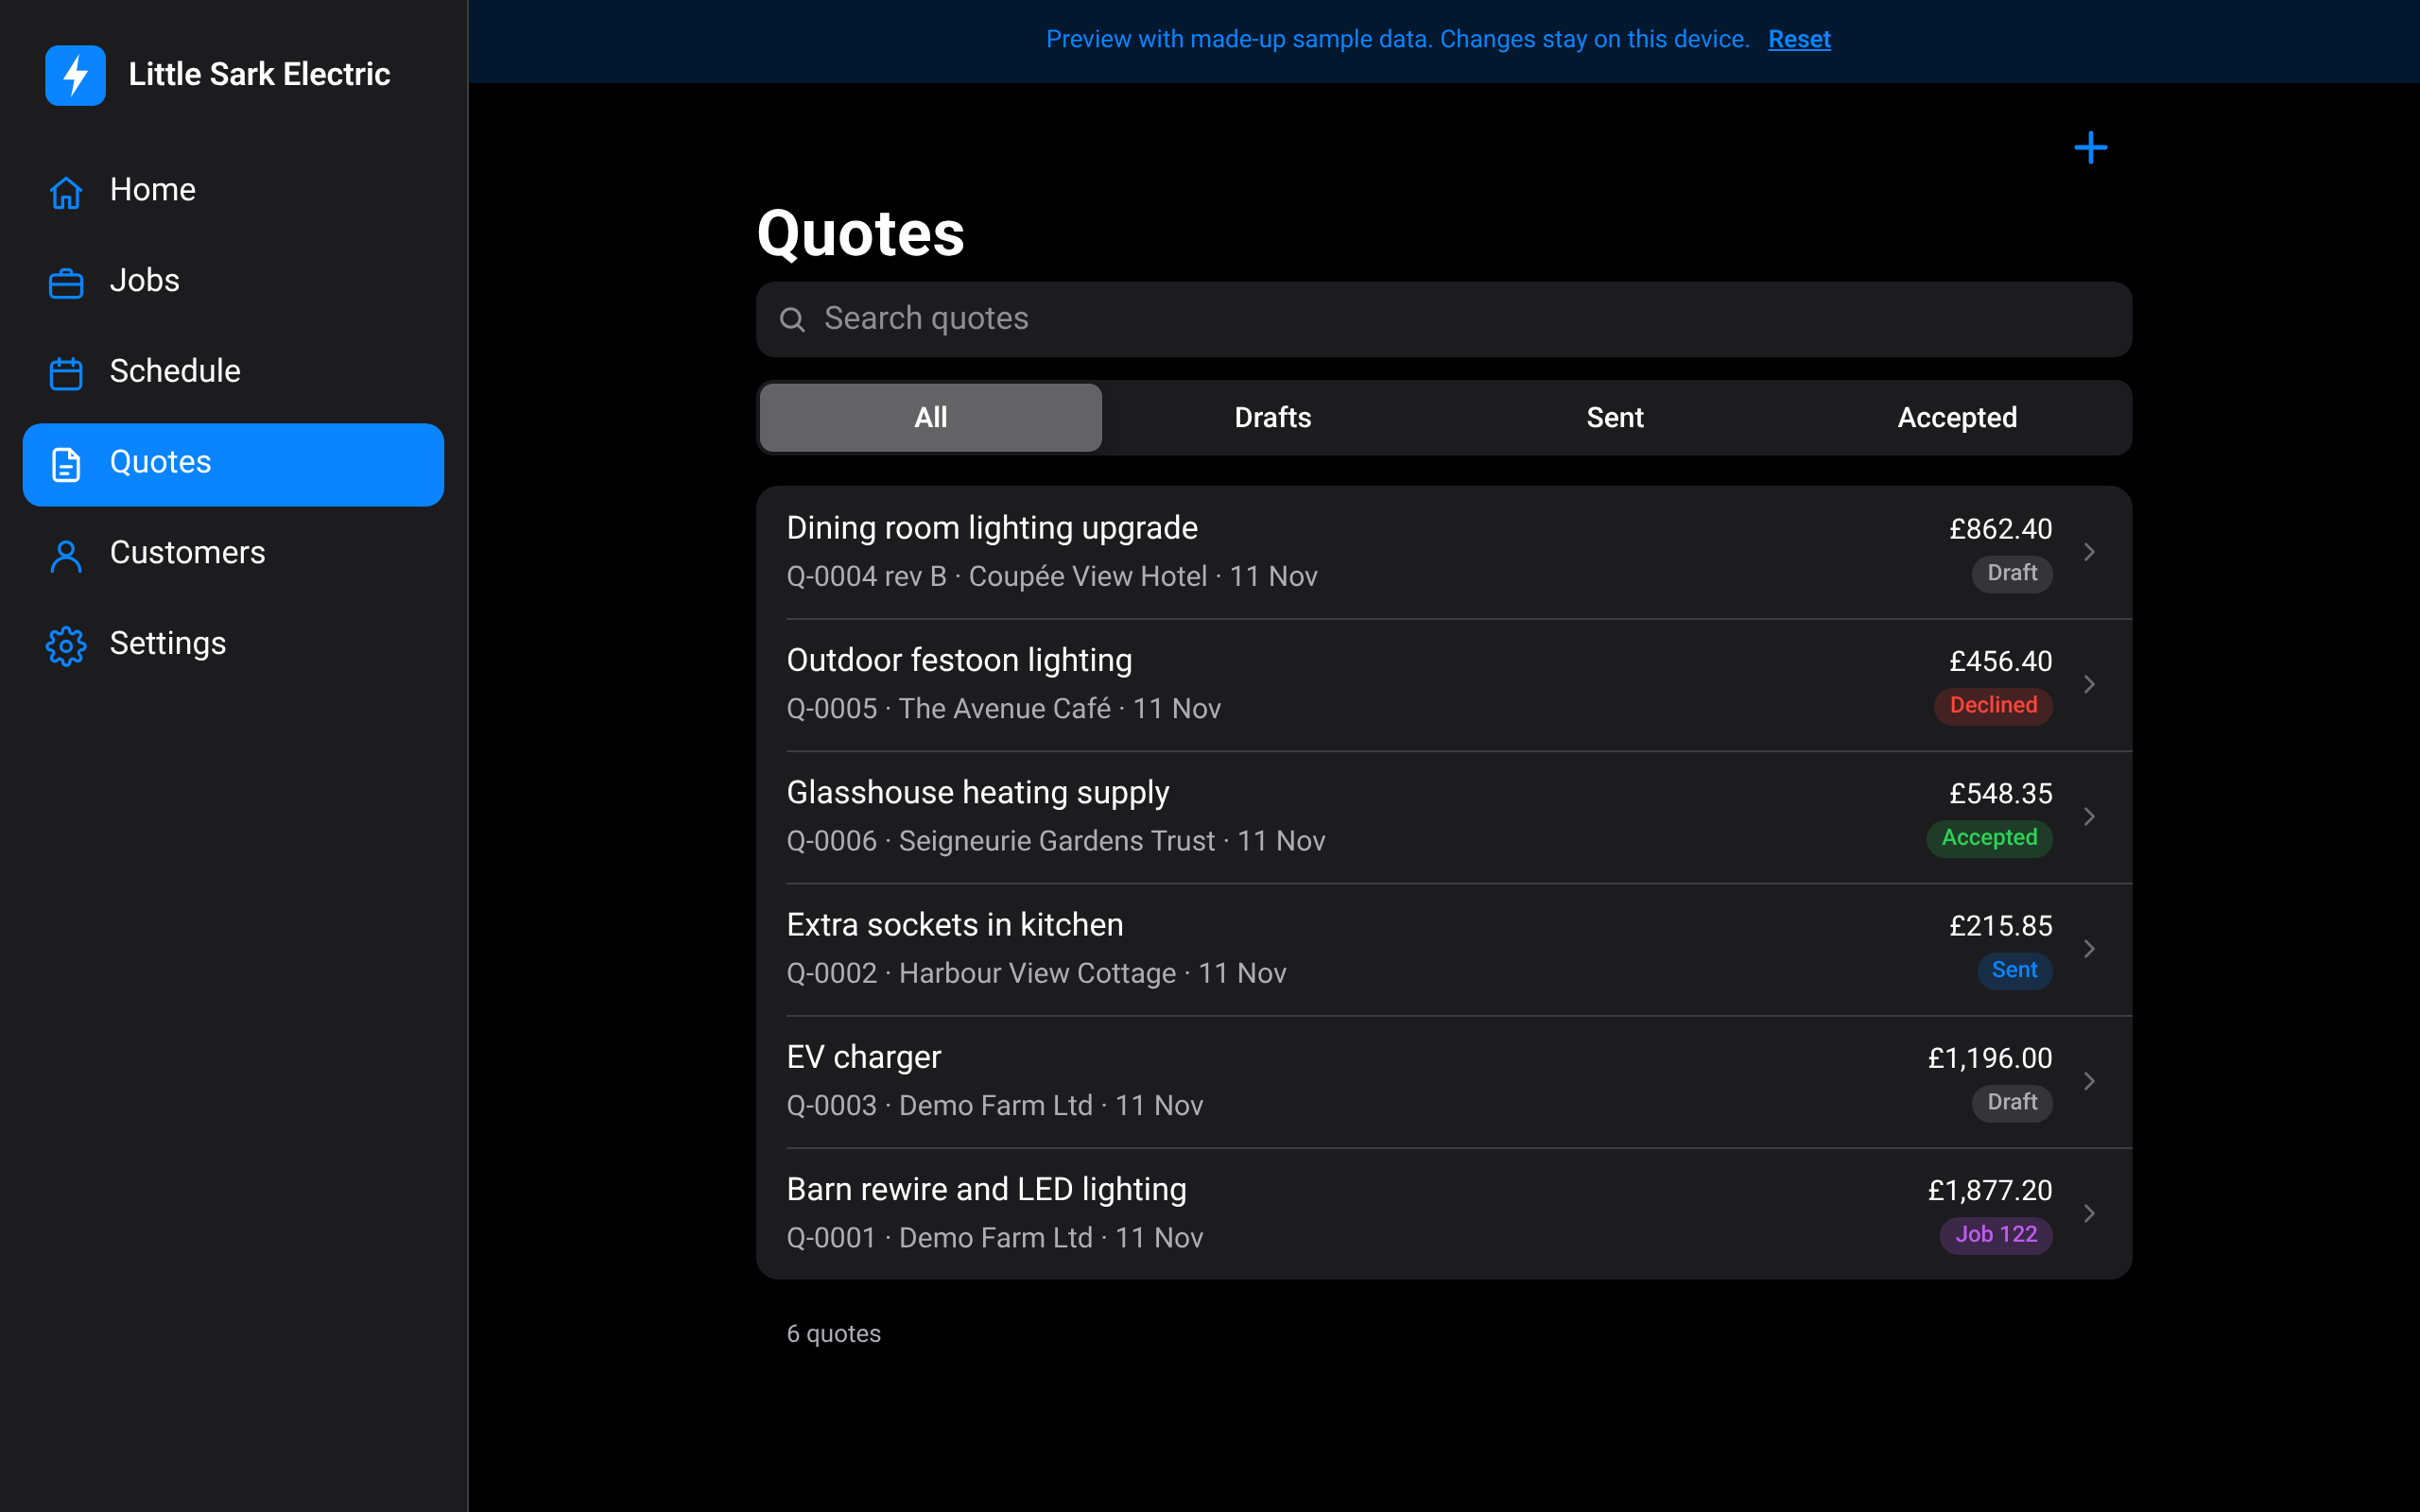 Little Sark Electric
Home
Jobs
Schedule
Quotes
Customers
Settings
Preview with made-up sample data. Changes stay on this device. Reset
Quotes
Search quotes
All Drafts Sent Accepted
Dining room lighting upgrade £862.40
Q-0004 rev B · Coupée View Hotel · 11 Nov Draft
Outdoor festoon lighting £456.40
Q-0005 · The Avenue Café · 11 Nov Declined
Glasshouse heating supply £548.35
Q-0006 · Seigneurie Gardens Trust · 11 Nov Accepted
Extra sockets in kitchen £215.85
Q-0002 · Harbour View Cottage · 11 Nov Sent
EV charger £1,196.00
Q-0003 · Demo Farm Ltd · 11 Nov Draft
Barn rewire and LED lighting £1,877.20
Q-0001 · Demo Farm Ltd · 11 Nov Job 122
6 quotes